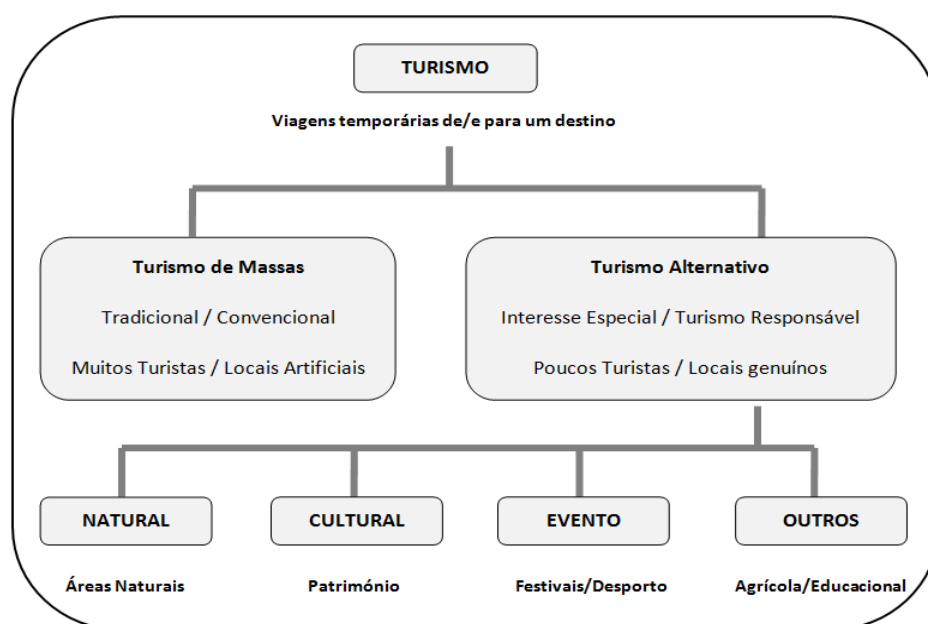 TURISMO
Viagens temporárias de/e para um destino
Turismo de Massas
Tradicional / Convencional
Muitos Turistas / Locais Artificiais
Turismo Alternativo
Interesse Especial / Turismo Responsável
Poucos Turistas / Locais genuínos
NATURAL
Áreas Naturais
CULTURAL
Património
EVENTO
Festivais/Desporto
OUTROS
Agrícola/Educacional